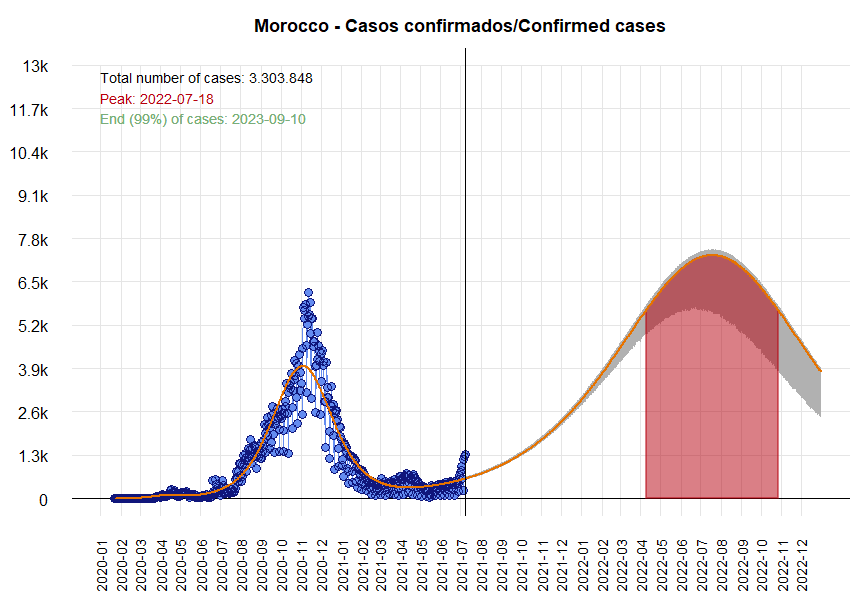 Morocco - Casos confirmados/Confirmed cases
Total number of cases: 3.303.848
Peak: 2022-07-18
End (99%) of cases: 2023-09-10
13k
11.7k
10.4k
9.1k
7.8k
6.5k
5.2k
3.9k
2.6k
1.3k
0
2020-01
2020-02
2020-03
2020-04
2020-05
2020-06
2020-07
2020-08
2020-09
2020-10
2020-11
2020-12
2021-01
2021-02
2021-03
2021-04
2021-05
2021-06
2021-07
2021-08
2021-09
2021-10
2021-11
2021-12
2022-01
2022-02
2022-03
2022-04
2022-05
2022-06
2022-07
2022-08
2022-09
2022-10
2022-11
2022-12